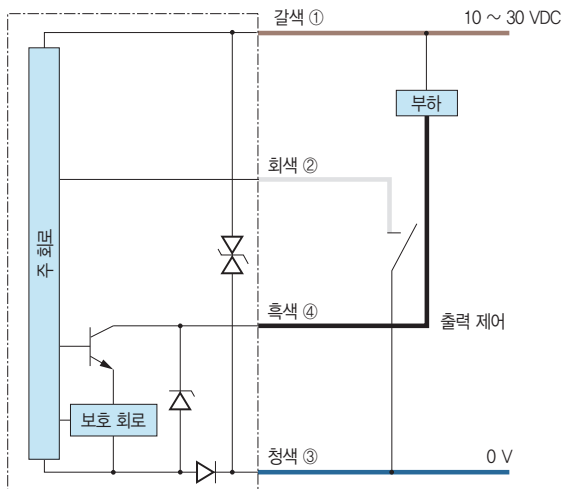 갈색 ①
10 ~ 30 VDC
부하
회색 ②
주 회로
흑색 ④
출력 제어
보호 회로
청색 ③
0 V